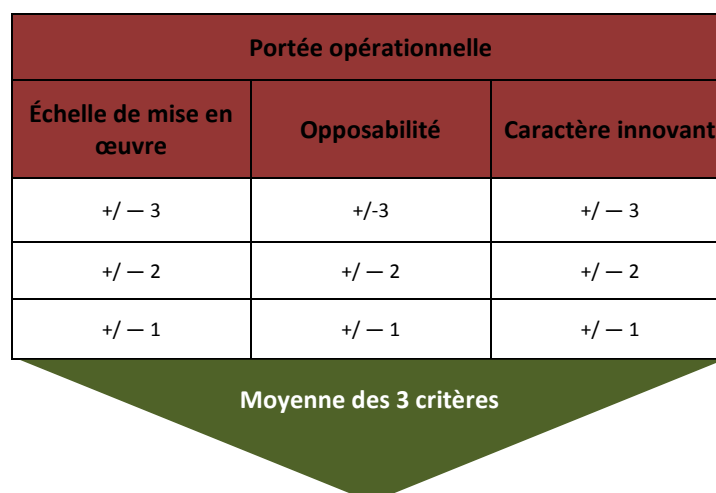 Portée opérationnelle
Échelle de mise en
œuvre
Opposabilité
Caractère innovant
+/ — 3
+/-3
+/ — 3
+/ — 2
+/ — 2
+/ — 2
+/ — 1
+/ — 1
+/ — 1
Moyenne des 3 critères